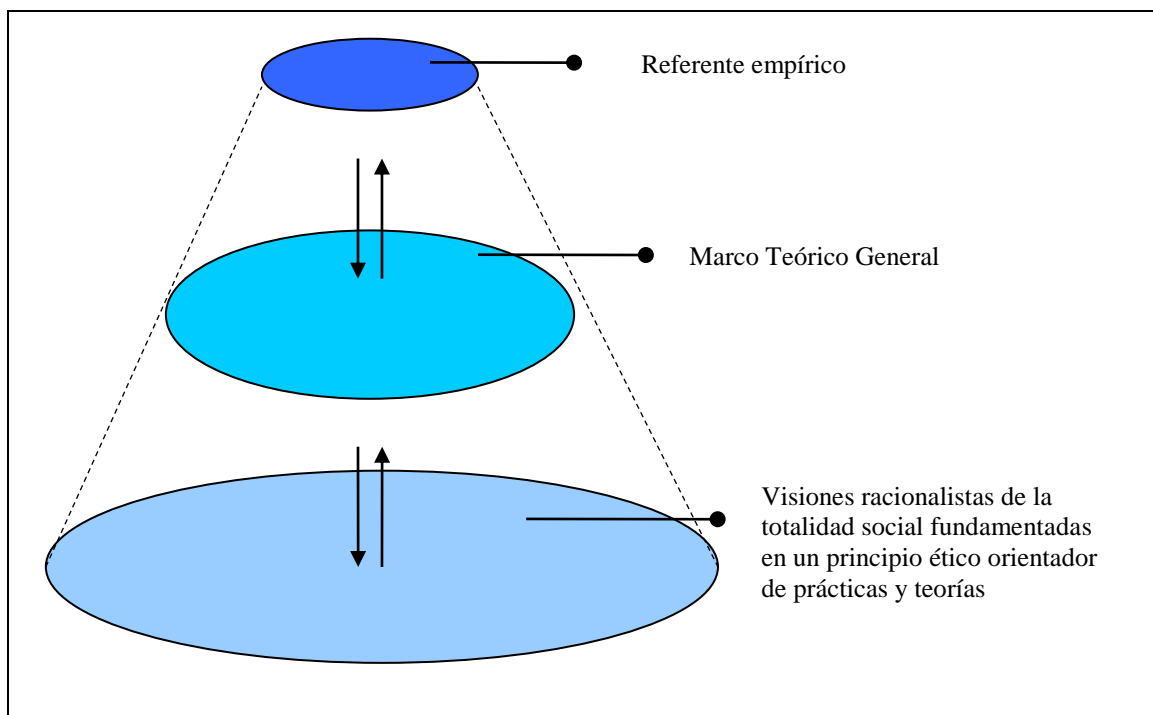 Referente empírico
Marco Teórico General
Visiones racionalistas de la
totalidad social fundamentadas
en un principio ético orientador
de prácticas y teorías